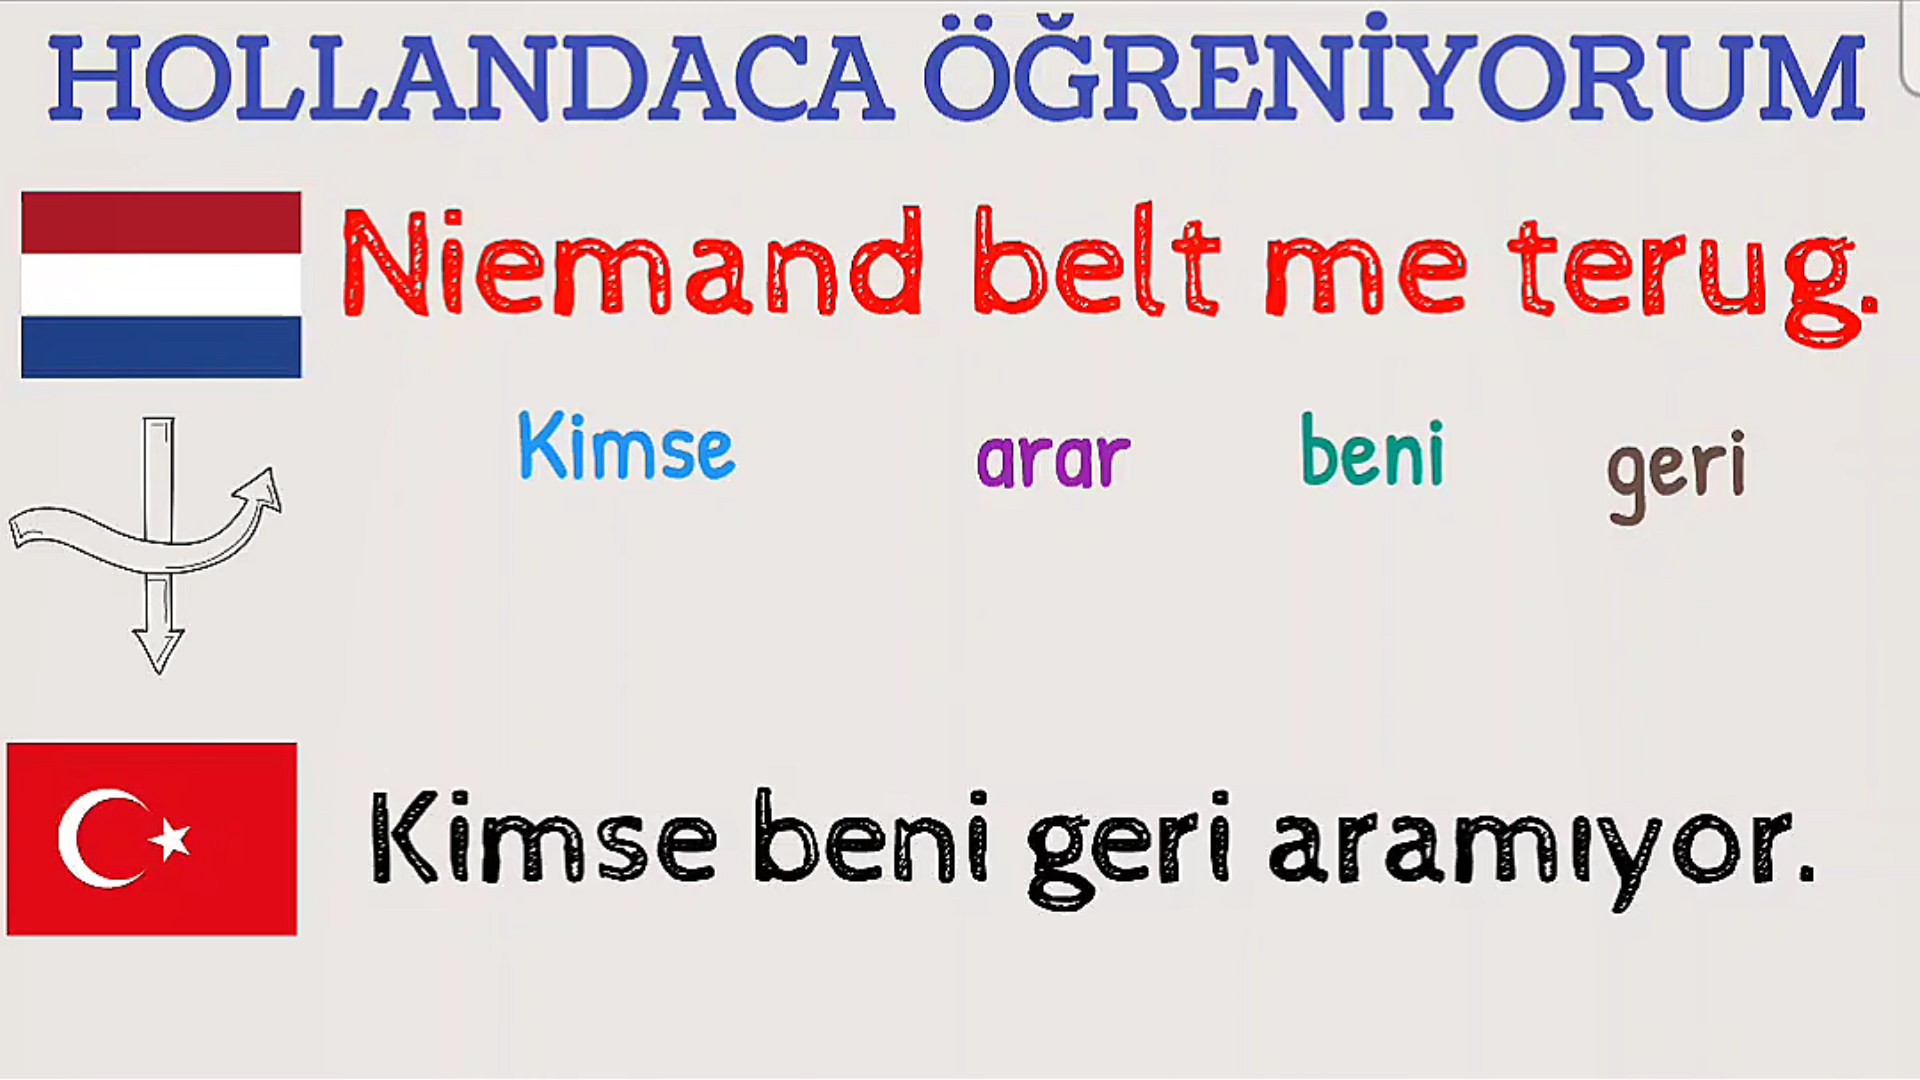 HOLLANDACA ÖĞRENİYORUM
Niemand belt me terug.
Kimse arar beni geri
Kimse beni geri aramıyor.